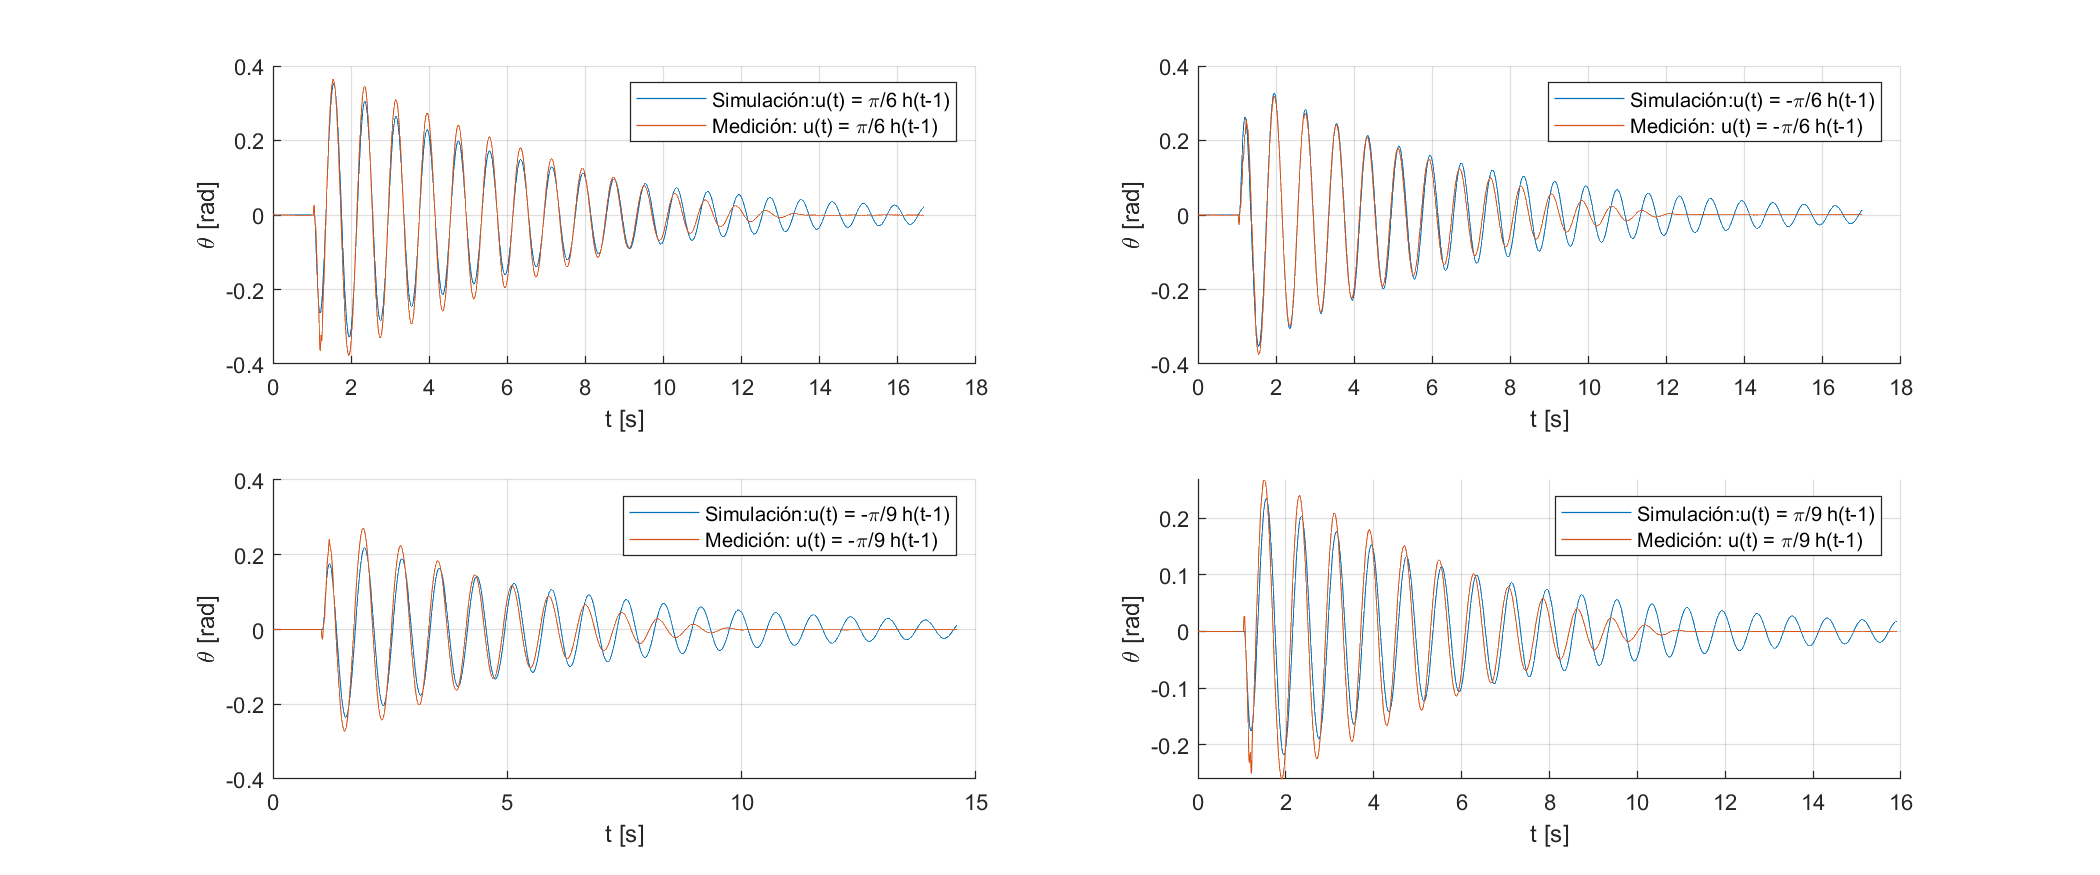 0.4
0.2
0
-0.2
-0.4
θ [rad]
0 2 4 6 8 10 12 14 16 18
t [s]
Simulación:u(t) = π/6 h(t-1)
Medición: u(t) = π/6 h(t-1)
0.4
0.2
0
-0.2
-0.4
θ [rad]
0 2 4 6 8 10 12 14 16 18
t [s]
Simulación:u(t) = -π/6 h(t-1)
Medición: u(t) = -π/6 h(t-1)
0.4
0.2
0
-0.2
-0.4
θ [rad]
0 5 10 15
t [s]
Simulación:u(t) = -π/9 h(t-1)
Medición: u(t) = -π/9 h(t-1)
0.2
0.1
0
-0.1
-0.2
θ [rad]
0 2 4 6 8 10 12 14 16
t [s]
Simulación:u(t) = π/9 h(t-1)
Medición: u(t) = π/9 h(t-1)